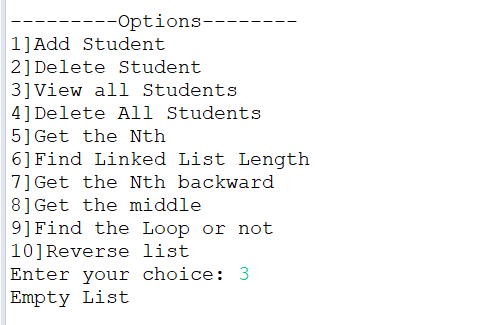 ---------Options--------
1]Add Student
2]Delete Student
3]View all Students
4]Delete All Students
5]Get the Nth
6]Find Linked List Length
7]Get the Nth backward
8]Get the middle
9]Find the Loop or not
10]Reverse list
Enter your choice: 3
Empty List